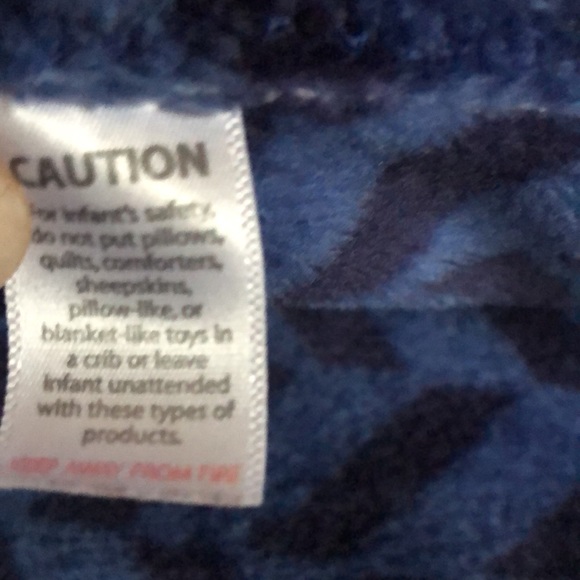 CAUTION
For infant's safety,
do not put pillows,
quilts, comforters,
sheepskins,
pillow-like, or
blanket-like toys in
a crib or leave
infant unattended
with these types of
products.
KEEP AWAY FROM FIRE